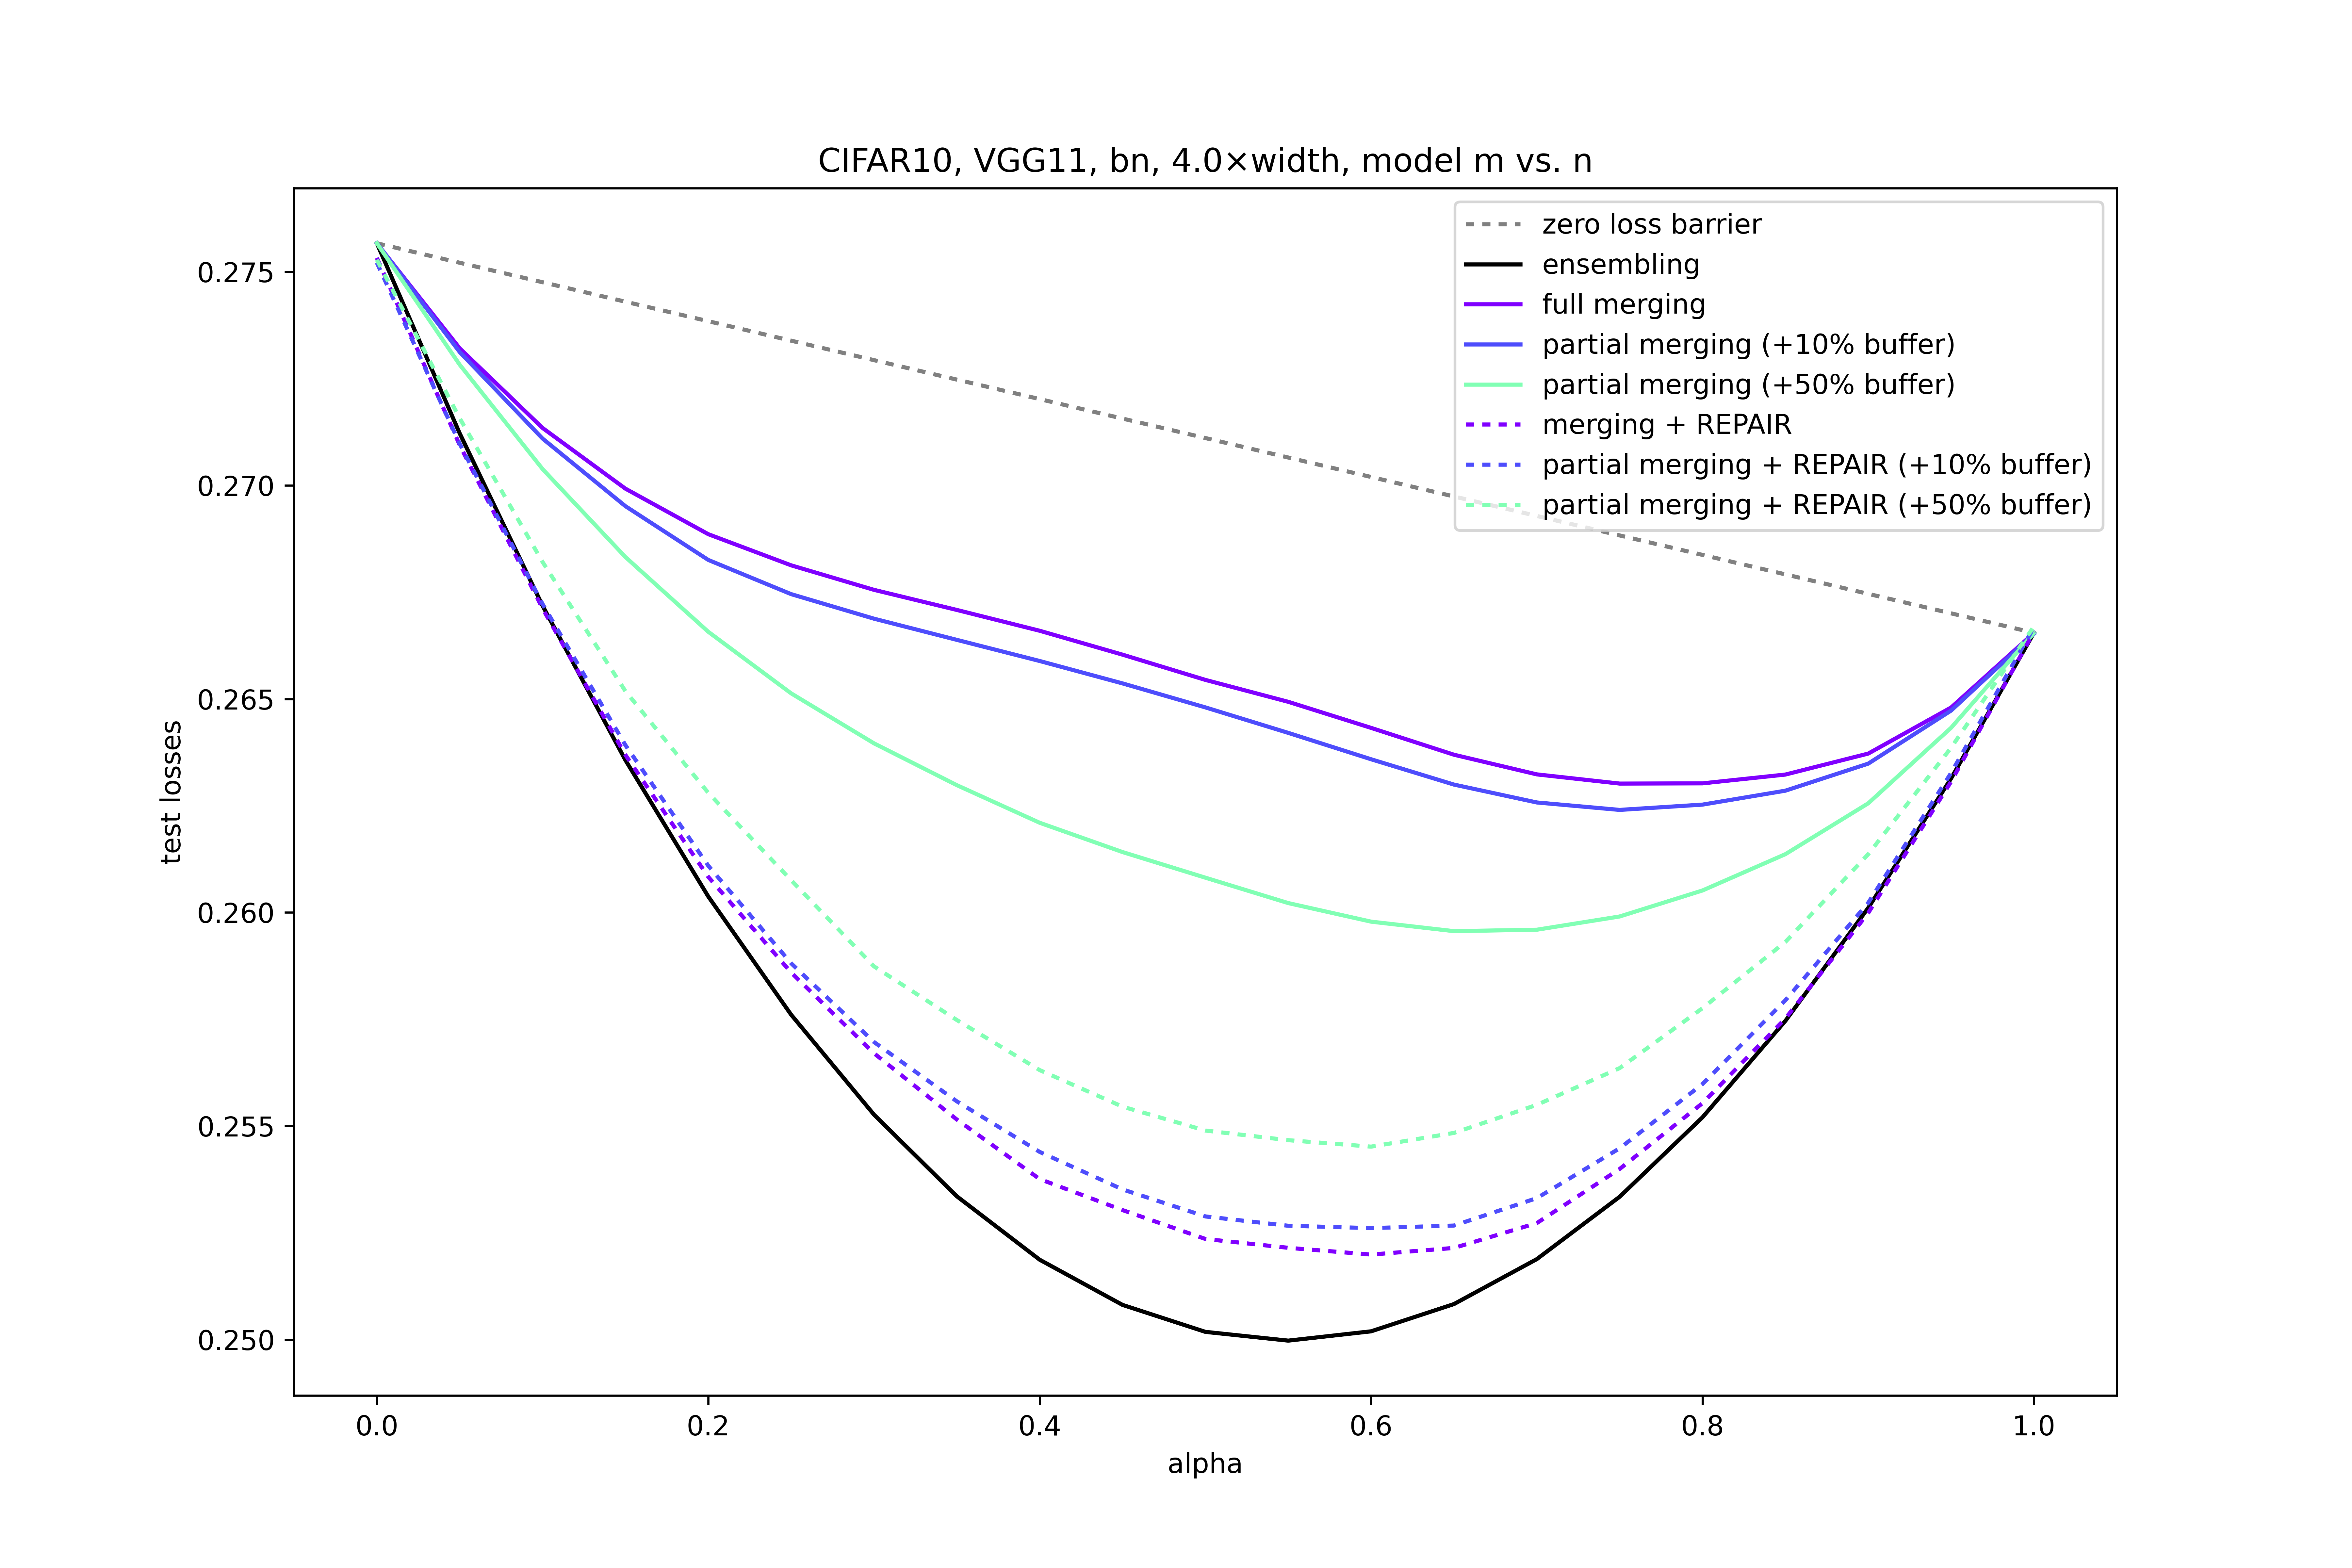 CIFAR10, VGG11, bn, 4.0×width, model m vs. n
zero loss barrier
ensembling
full merging
partial merging (+10% buffer)
partial merging (+50% buffer)
merging + REPAIR
partial merging + REPAIR (+10% buffer)
partial merging + REPAIR (+50% buffer)
test losses
0.275
0.270
0.265
0.260
0.255
0.250
0.0 0.2 0.4 0.6 0.8 1.0
alpha